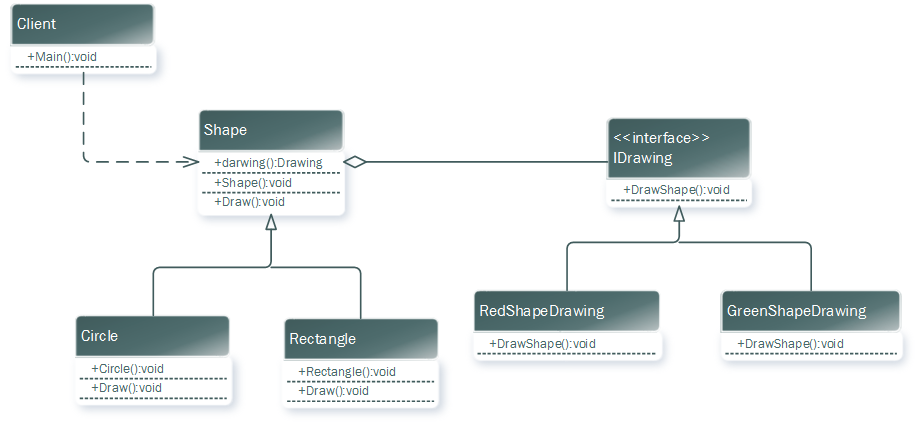 Client
+Main():void
Shape
+darwing():Drawing
+Shape():void
+Draw():void
<<interface>>
IDrawing
+DrawShape():void
Circle
+Circle():void
+Draw():void
Rectangle
+Rectangle():void
+Draw():void
RedShapeDrawing
+DrawShape():void
GreenShapeDrawing
+DrawShape():void